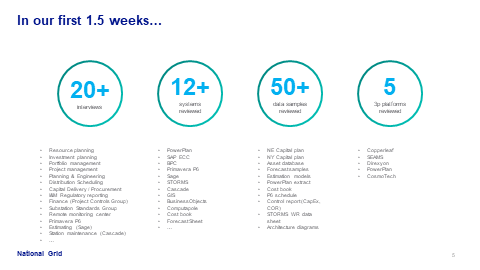 In our first 1.5 weeks…
20+
interviews
12+
systems
reviewed
50+
data samples
reviewed
5
3p platforms
reviewed
• Resource planning
• Investment planning
• Portfolio management
• Project management
• Planning & Engineering
• Distribution Scheduling
• Capital Delivery / Procurement
• Regulatory reporting
• Finance (Project Controls Group)
• Substation Standards Group
• Remote monitoring center
• Primavera P6
• Estimating (Sage)
• Station maintenance (Cascade)
• …
• PowerPlan
• SAP ECC
• BPC
• Primavera P6
• Sage
• STORMS
• Cascade
• GIS
• BusinessObjects
• Computapole
• Cost book
• ForecastSheet
• …
• NE Capital plan
• NY Capital plan
• Asset database
• Forecast samples
• Estimation models
• PowerPlan extract
• Cost book
• P6 schedule
• Control report (CapEx,
COR)
• STORMS WR data
sheet
• Architecture diagrams
• Copperleaf
• SEAMS
• Direxyon
• PowerPlan
• CosmoTech
National Grid
3